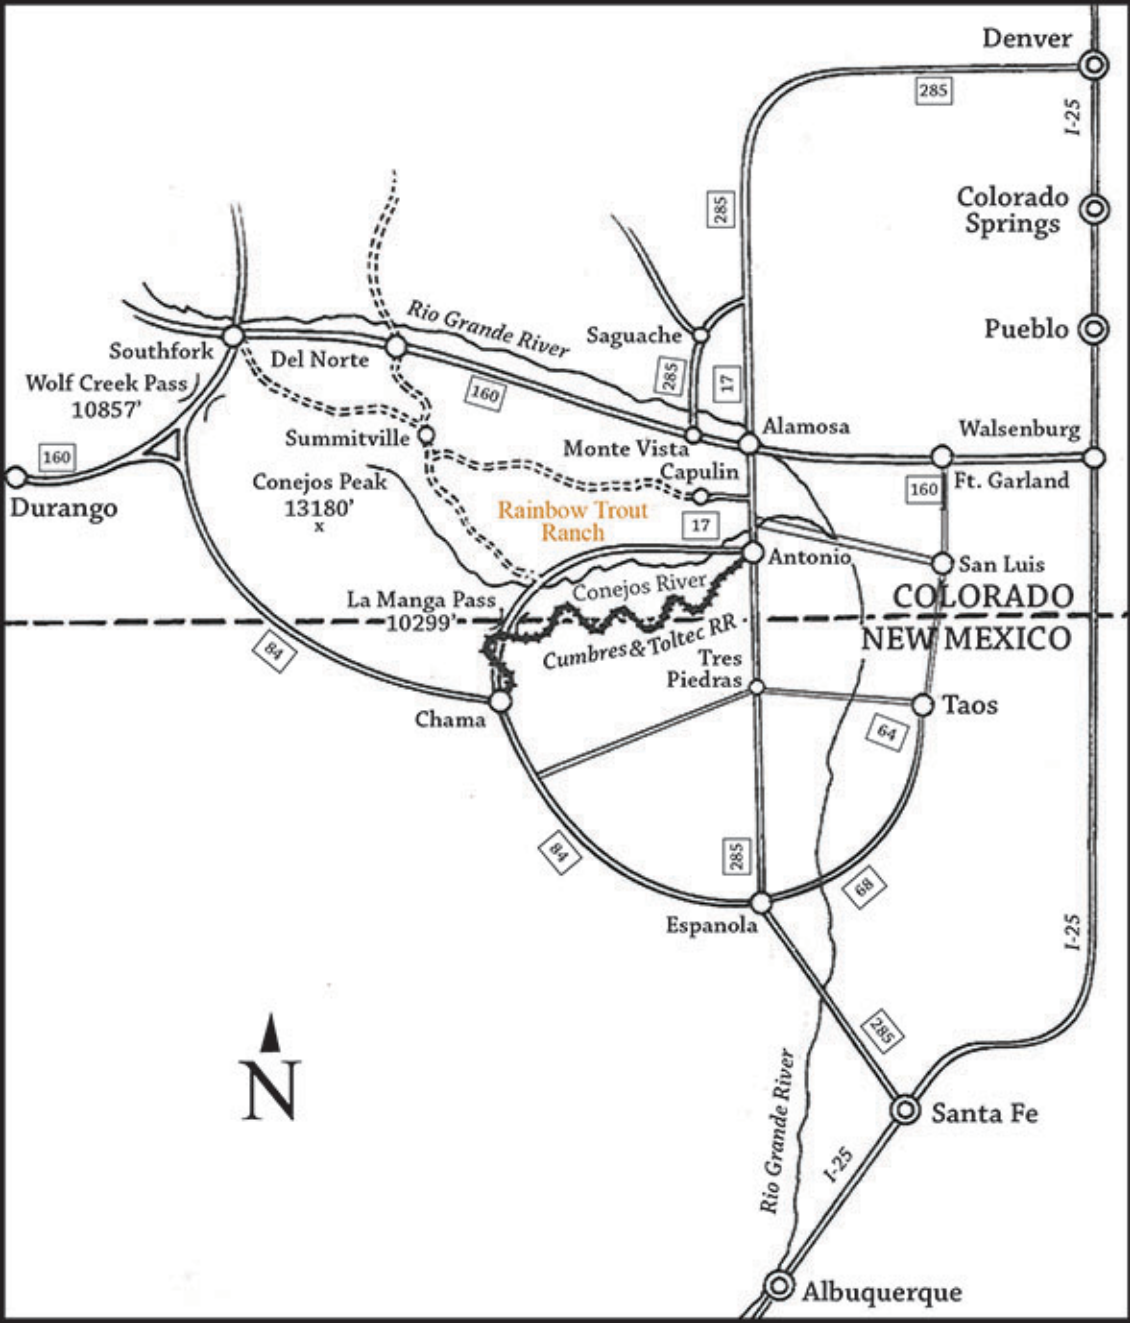 Denver
285
I-25
Colorado
Springs
285
Rio Grande River
Saguache
Pueblo
Southfork
Del Norte
Wolf Creek Pass
10857'
285
17
160
Alamosa
Walsenburg
Summitville
Monte Vista
160
Capulin
Conejos Peak
13180'
x
Ft. Garland
160
Durango
Rainbow Trout
Ranch
17
Antonio
San Luis
Conejos River
La Manga Pass
10299'
COLORADO
NEW MEXICO
Cumbres & Toltec RR
84
Tres
Piedras
Taos
Chama
64
84
285
68
Espanola
I-25
285
N
Rio Grande River
Santa Fe
I-25
Albuquerque